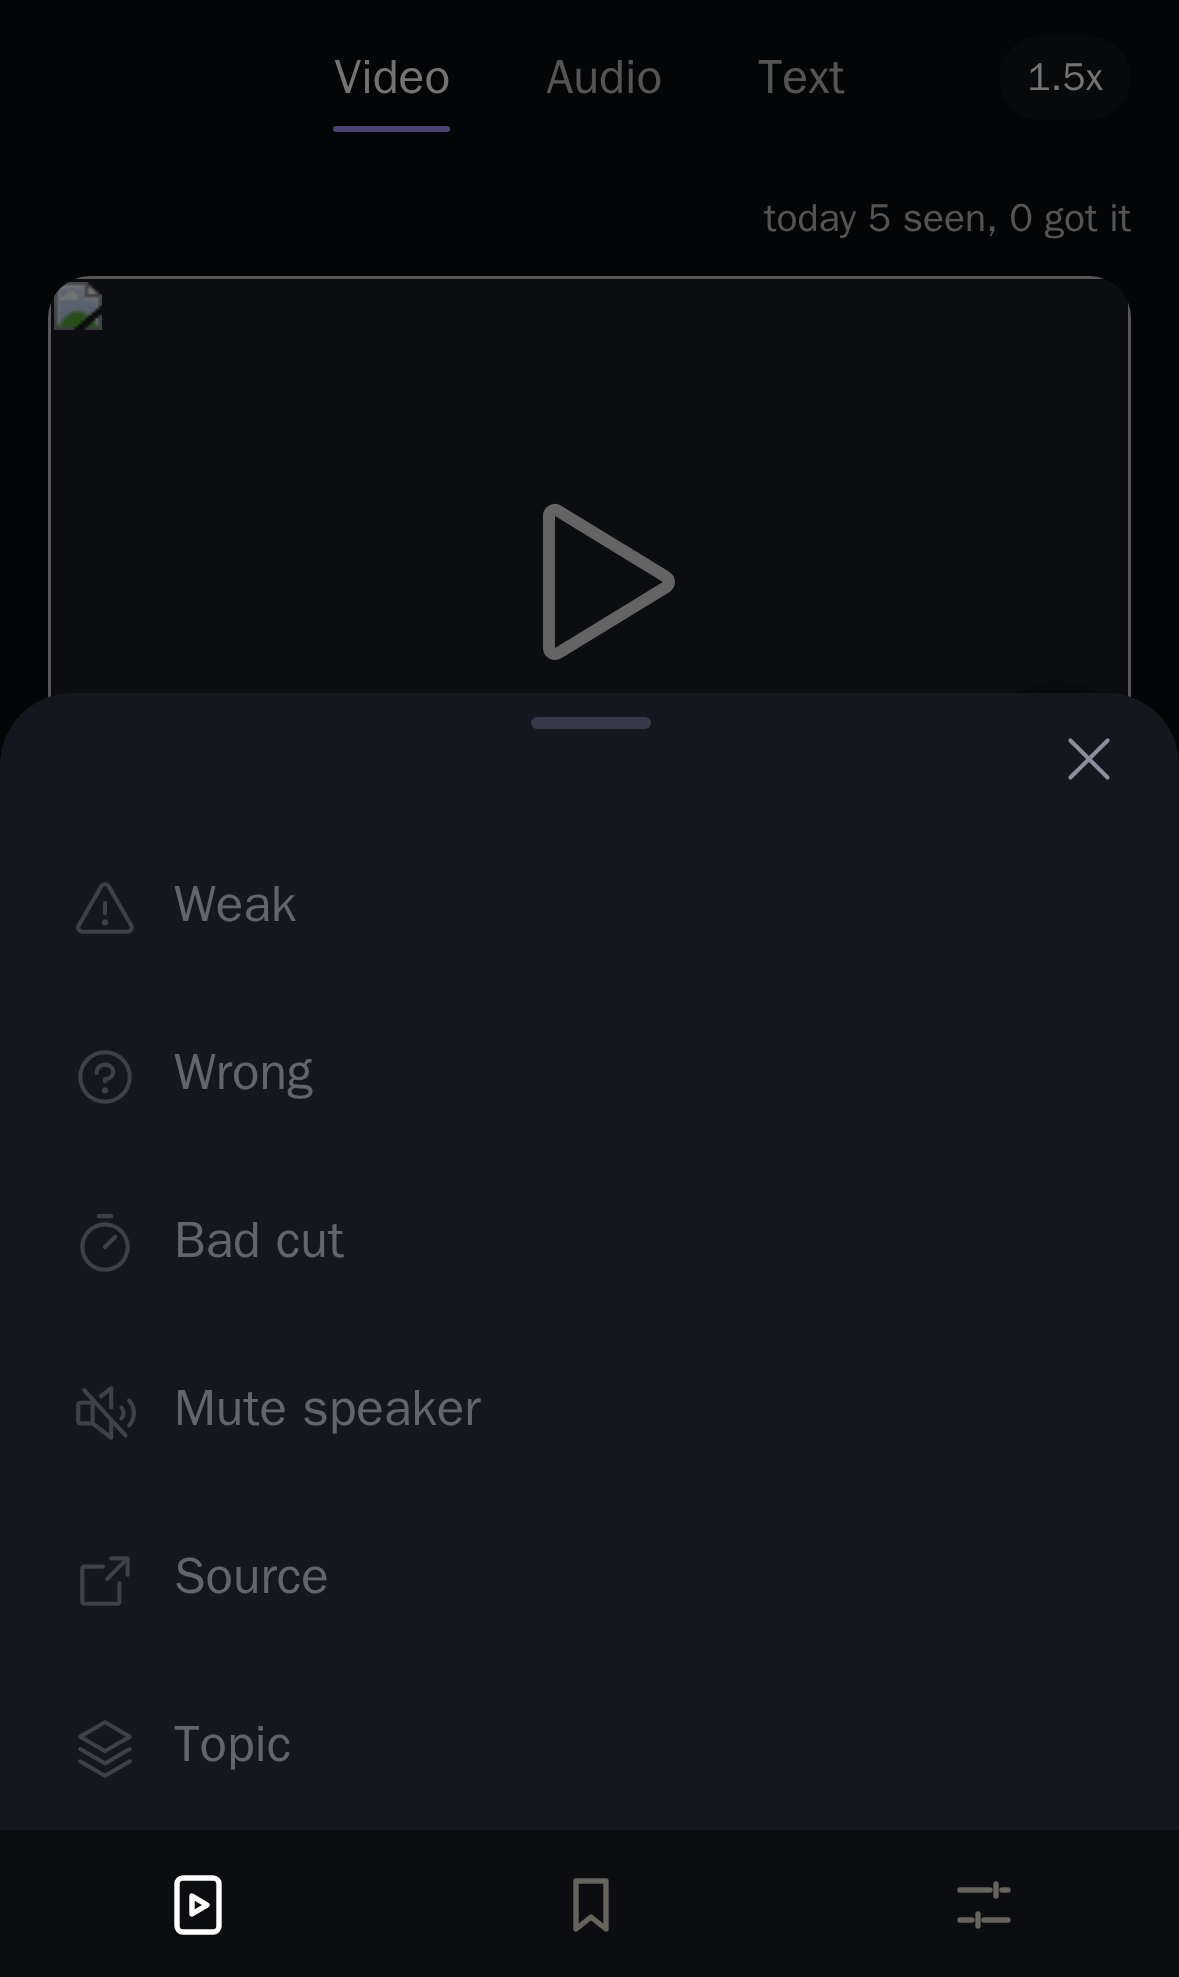 Video
Audio
Text
1.5x
today 5 seen, 0 got it
Weak
Wrong
Bad cut
Mute speaker
Source
Topic